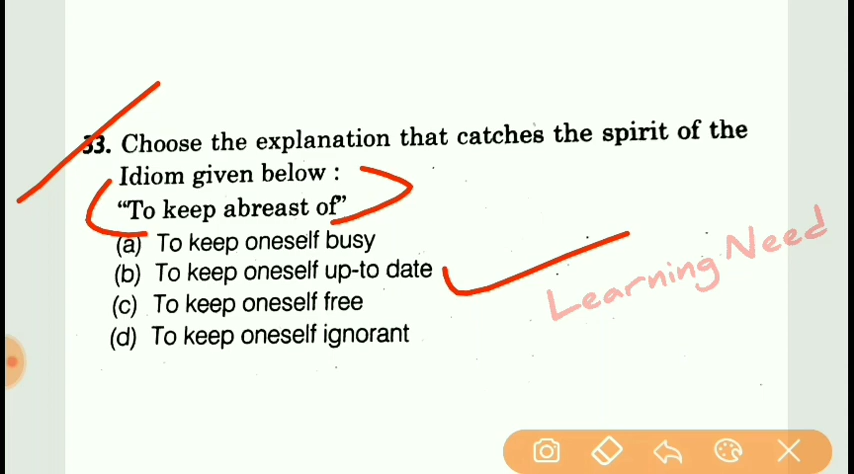 33. Choose the explanation that catches the spirit of the
Idiom given below :
“To keep abreast of”
(a) To keep oneself busy
(b) To keep oneself up-to date
(c) To keep oneself free
(d) To keep oneself ignorant
Learning Need